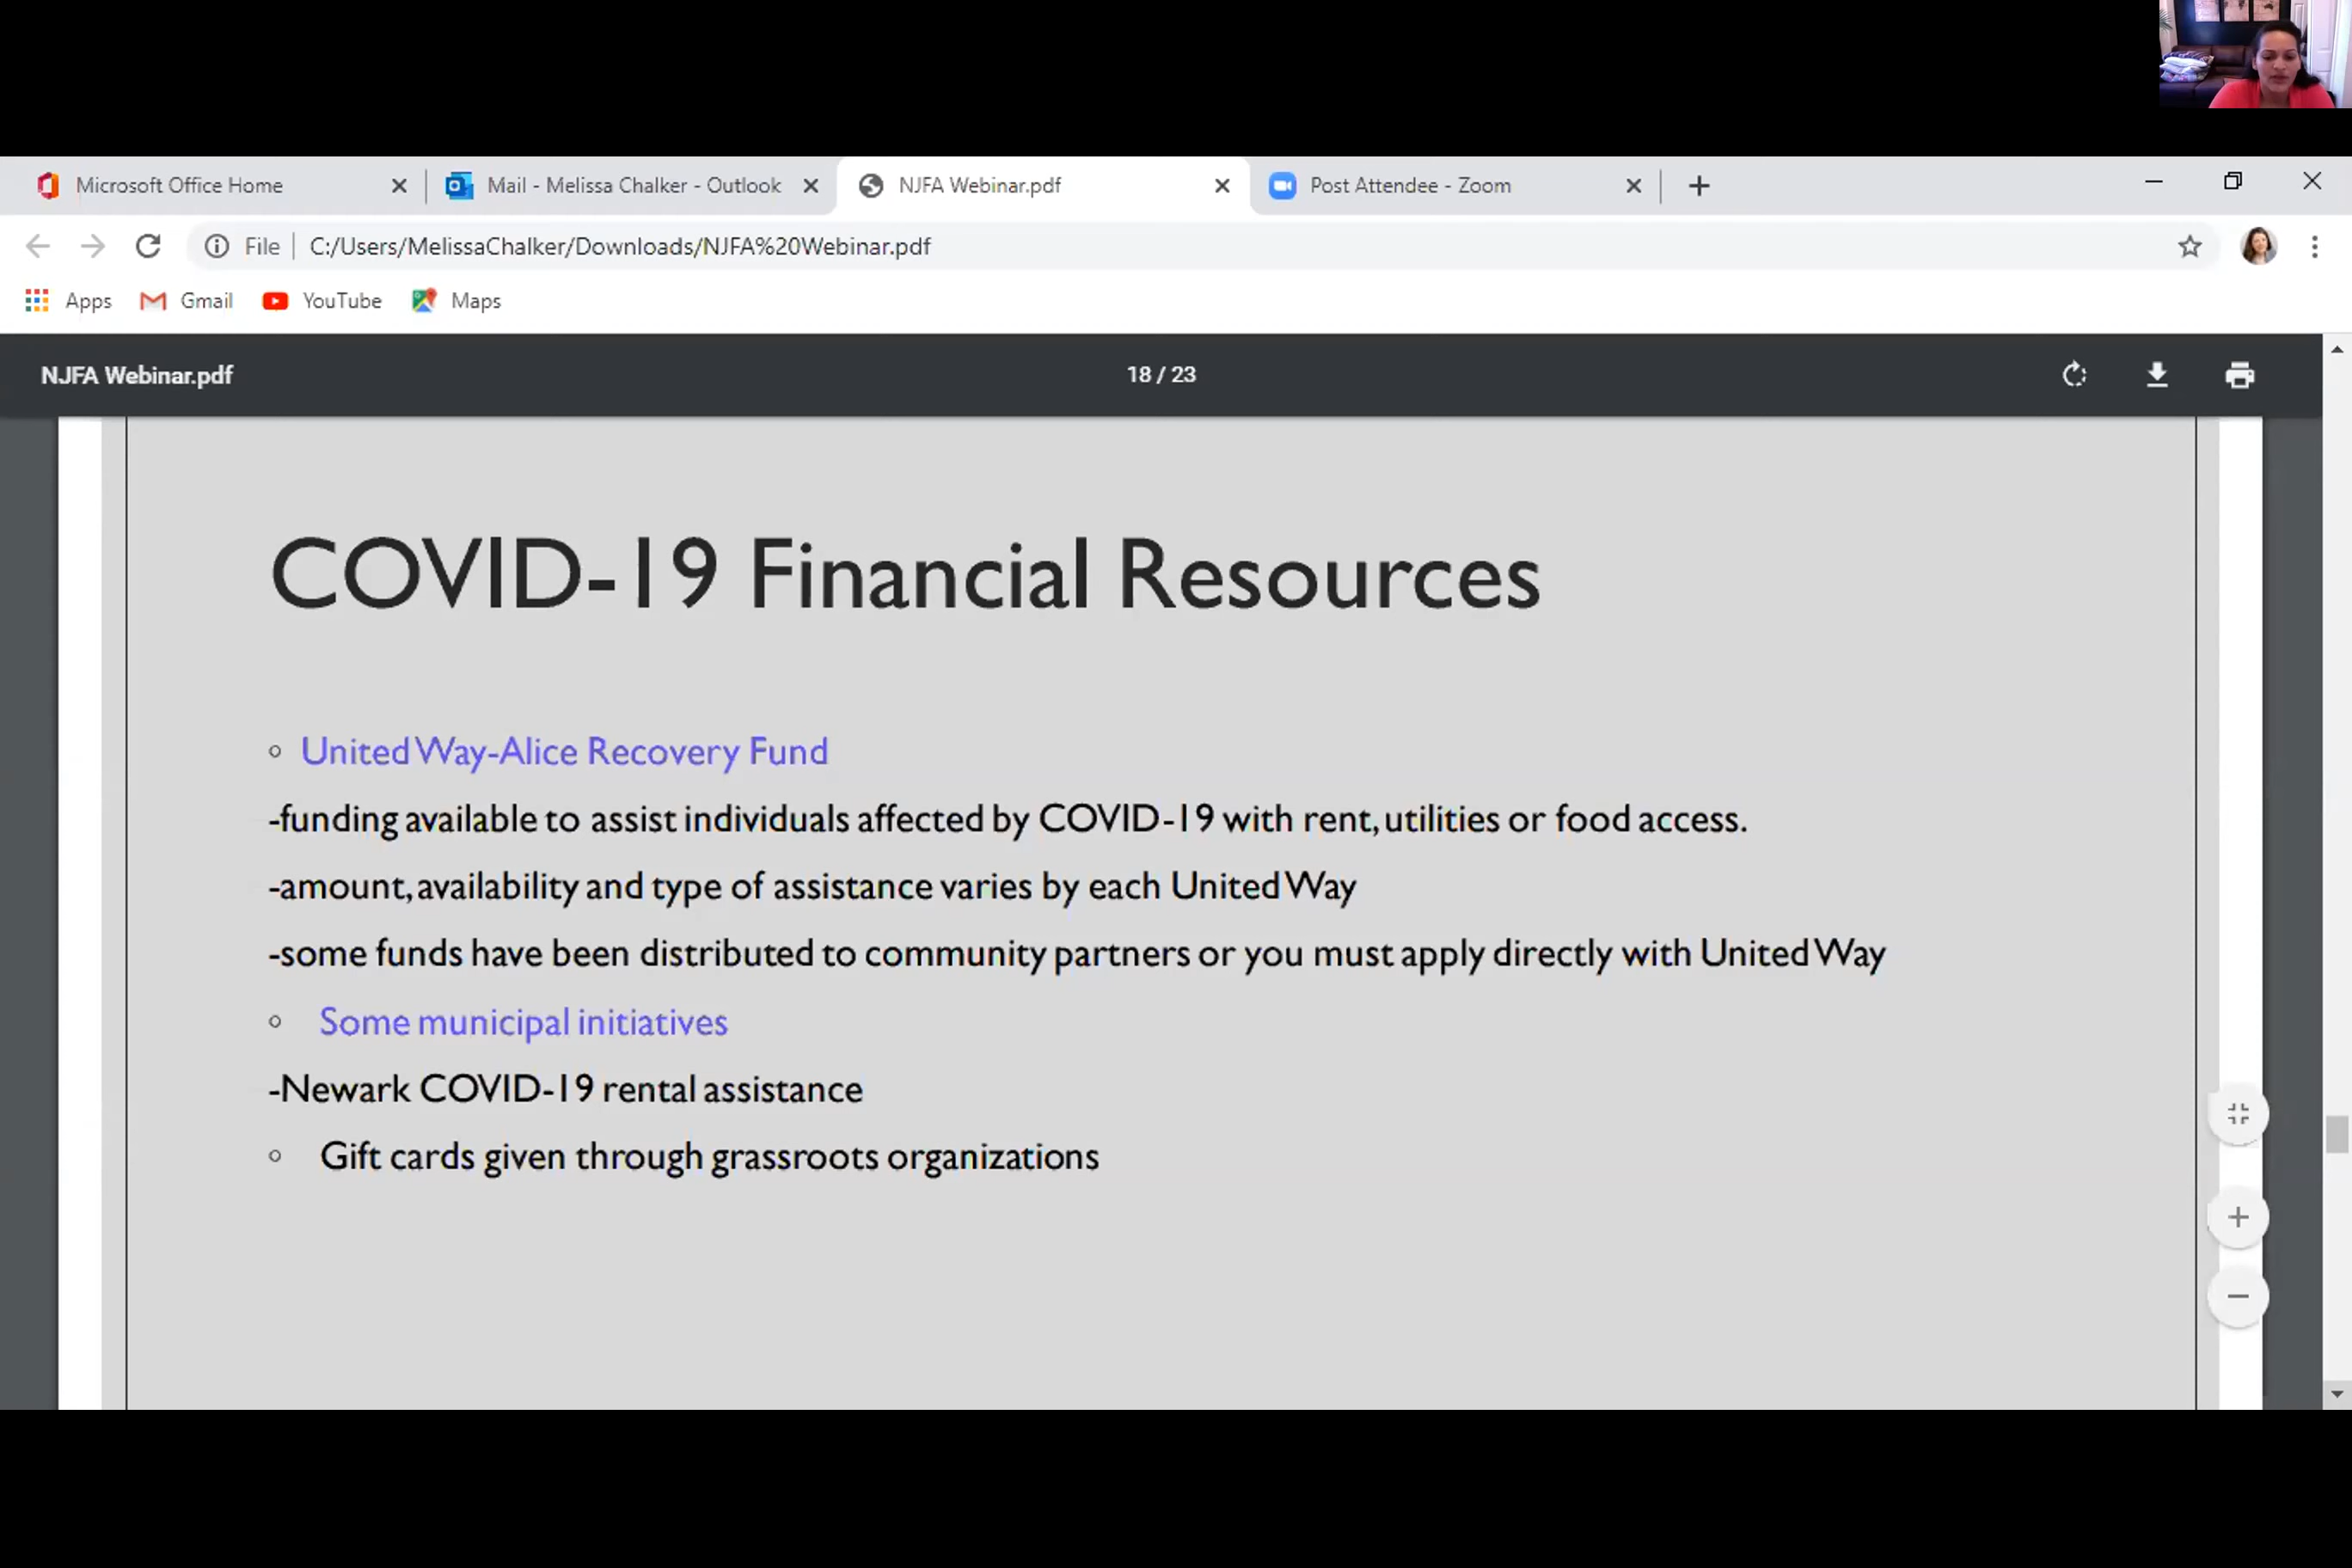 Microsoft Office Home
Mail - Melissa Chalker - Outlook
NJFA Webinar.pdf
Post Attendee - Zoom
File
C:/Users/MelissaChalker/Downloads/NJFA%20Webinar.pdf
Apps
Gmail
YouTube
Maps
NJFA Webinar.pdf
18 / 23
COVID-19 Financial Resources
United Way-Alice Recovery Fund
-funding available to assist individuals affected by COVID-19 with rent, utilities or food access.
-amount, availability and type of assistance varies by each United Way
-some funds have been distributed to community partners or you must apply directly with United Way
Some municipal initiatives
-Newark COVID-19 rental assistance
Gift cards given through grassroots organizations